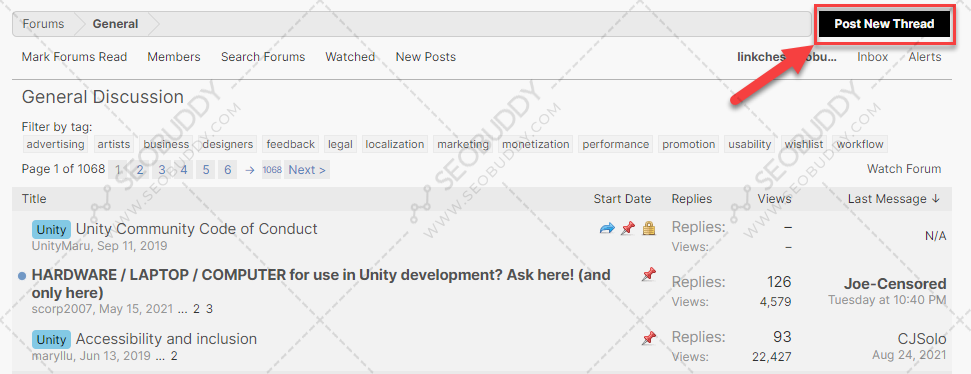 Forums General Post New Thread
Mark Forums Read Members Search Forums Watched New Posts linkches obu... Inbox Alerts
General Discussion
Filter by tag:
advertising artists business designers feedback legal localization marketing monetization performance promotion usability wishlist workflow
Page 1 of 1068 1 2 3 4 5 6 → 1068 Next > Watch Forum
Title Start Date Replies Views Last Message ↓
Unity Unity Community Code of Conduct Replies: –
UnityMaru, Sep 11, 2019 Views: – N/A
HARDWARE / LAPTOP / COMPUTER for use in Unity development? Ask here! (and Replies: 126 Joe-Censored
only here)
scorp2007, May 15, 2021 ... 2 3 Views: 4,579 Tuesday at 10:40 PM
Unity Accessibility and inclusion Replies: 93 CJSolo
maryllu, Jun 13, 2019 ... 2 Views: 22,427 Aug 24, 2021
SEOBUDDY
WWW.SEOBUDDY.COM